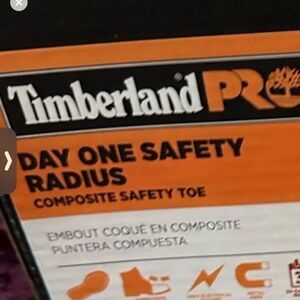 Timberland PRO
DAY ONE SAFETY
RADIUS
COMPOSITE SAFETY TOE
EMBOUT COQUÉ EN COMPOSITE
PUNTERA COMPUESTA